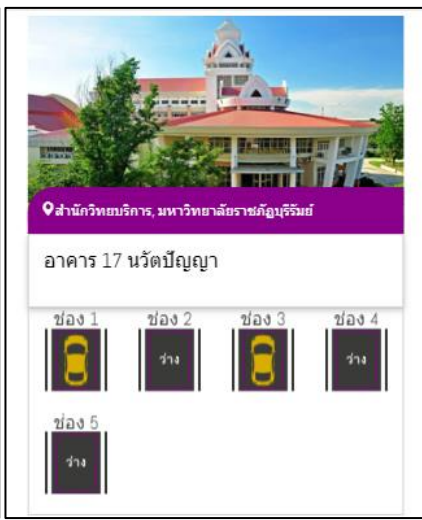 สำนักวิทยบริการ, มหาวิทยาลัยราชภัฏบุรีรัมย์
อาคาร 17 นวัตปัญญา
ช่อง 1 ช่อง 2 ช่อง 3 ช่อง 4
ว่าง ว่าง
ช่อง 5
ว่าง